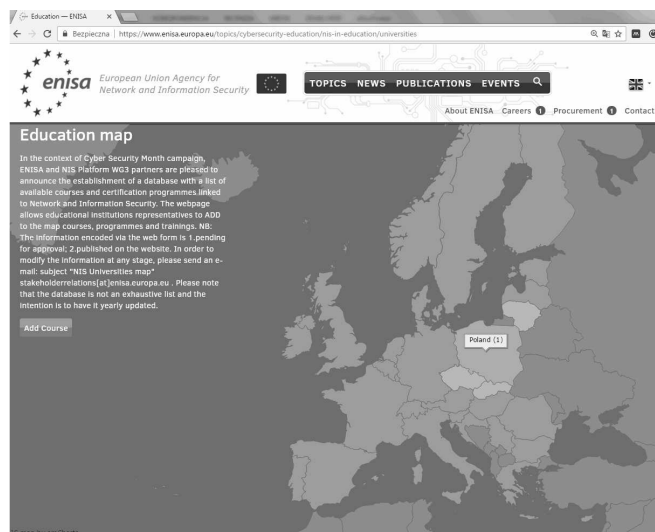 Education — ENISA
Bezpieczna | https://www.enisa.europa.eu/topics/cybersecurity-education/nis-in-education/universities
enisa
European Union Agency for
Network and Information Security
TOPICS NEWS PUBLICATIONS EVENTS
About ENISA Careers 1 Procurement 1 Contact
Education map
In the context of Cyber Security Month campaign,
ENISA and NIS Platform WG3 partners are pleased to
announce the establishment of a database with a list of
available courses and certification programmes linked
to Network and Information Security. The webpage
allows educational institutions representatives to ADD
to the map courses, programmes and trainings. NB:
The information encoded via the web form is 1.pending
for approval; 2.published on the website. In order to
modify the information at any stage, please send an e-
mail: subject "NIS Universities map"
stakeholderrelations[at]enisa.europa.eu . Please note
that the database is not an exhaustive list and the
intention is to have it yearly updated.
Add Course
Poland (1)